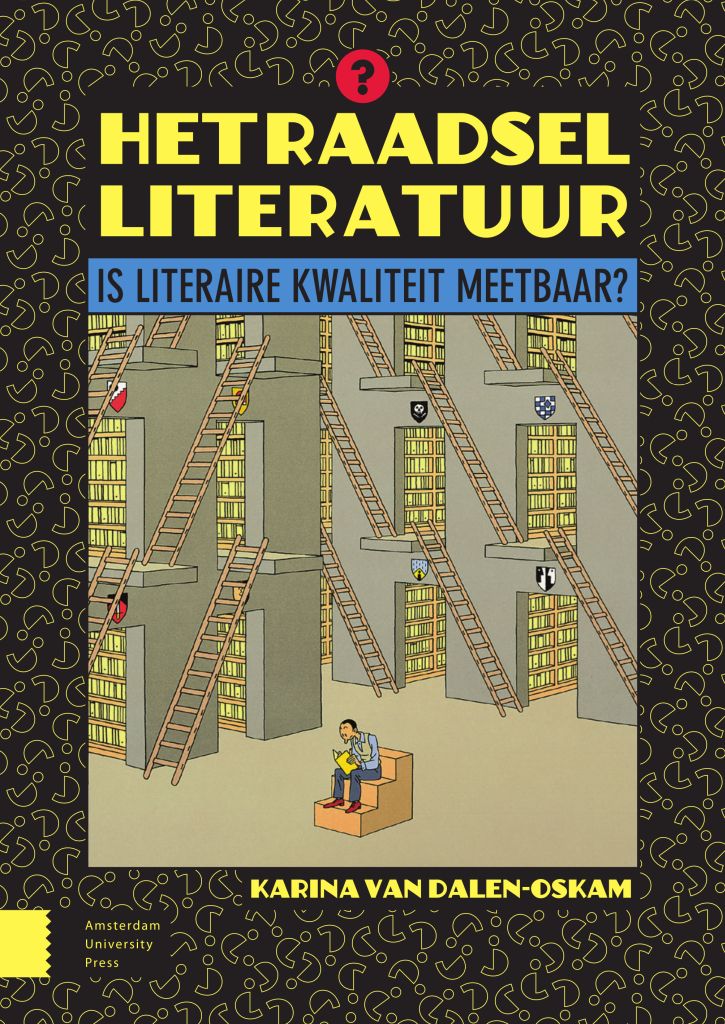 ?
HET RAADSEL
LITERATUUR
IS LITERAIRE KWALITEIT MEETBAAR?
KARINA VAN DALEN-OSKAM
Amsterdam
University
Press